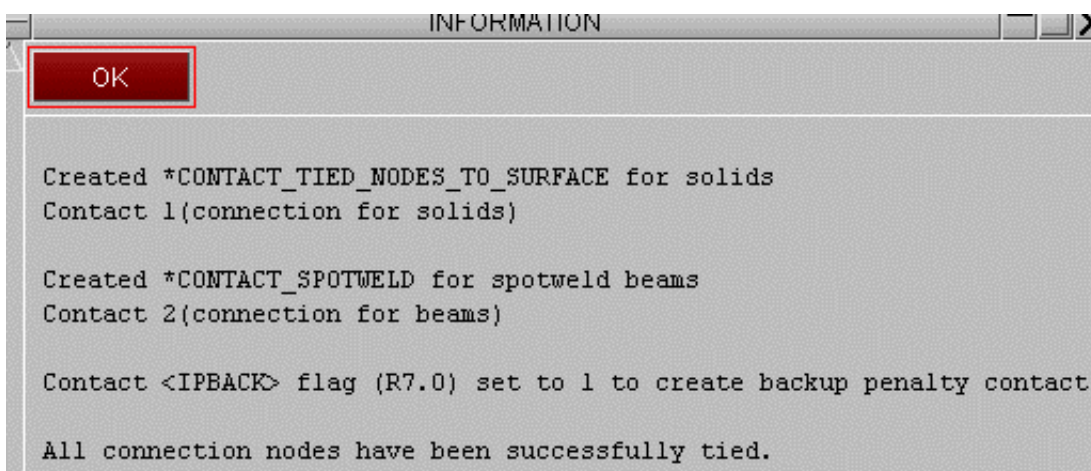 INFORMATION
OK
Created *CONTACT_TIED_NODES_TO_SURFACE for solids
Contact 1(connection for solids)
Created *CONTACT_SPOTWELD for spotweld beams
Contact 2(connection for beams)
Contact <IPBACK> flag (R7.0) set to 1 to create backup penalty contact
All connection nodes have been successfully tied.